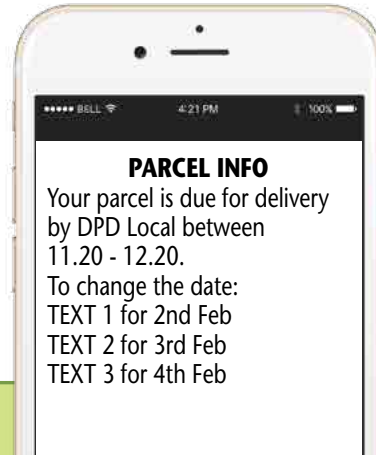 BELL 4:21 PM 100%
PARCEL INFO
Your parcel is due for delivery
by DPD Local between
11.20 - 12.20.
To change the date:
TEXT 1 for 2nd Feb
TEXT 2 for 3rd Feb
TEXT 3 for 4th Feb